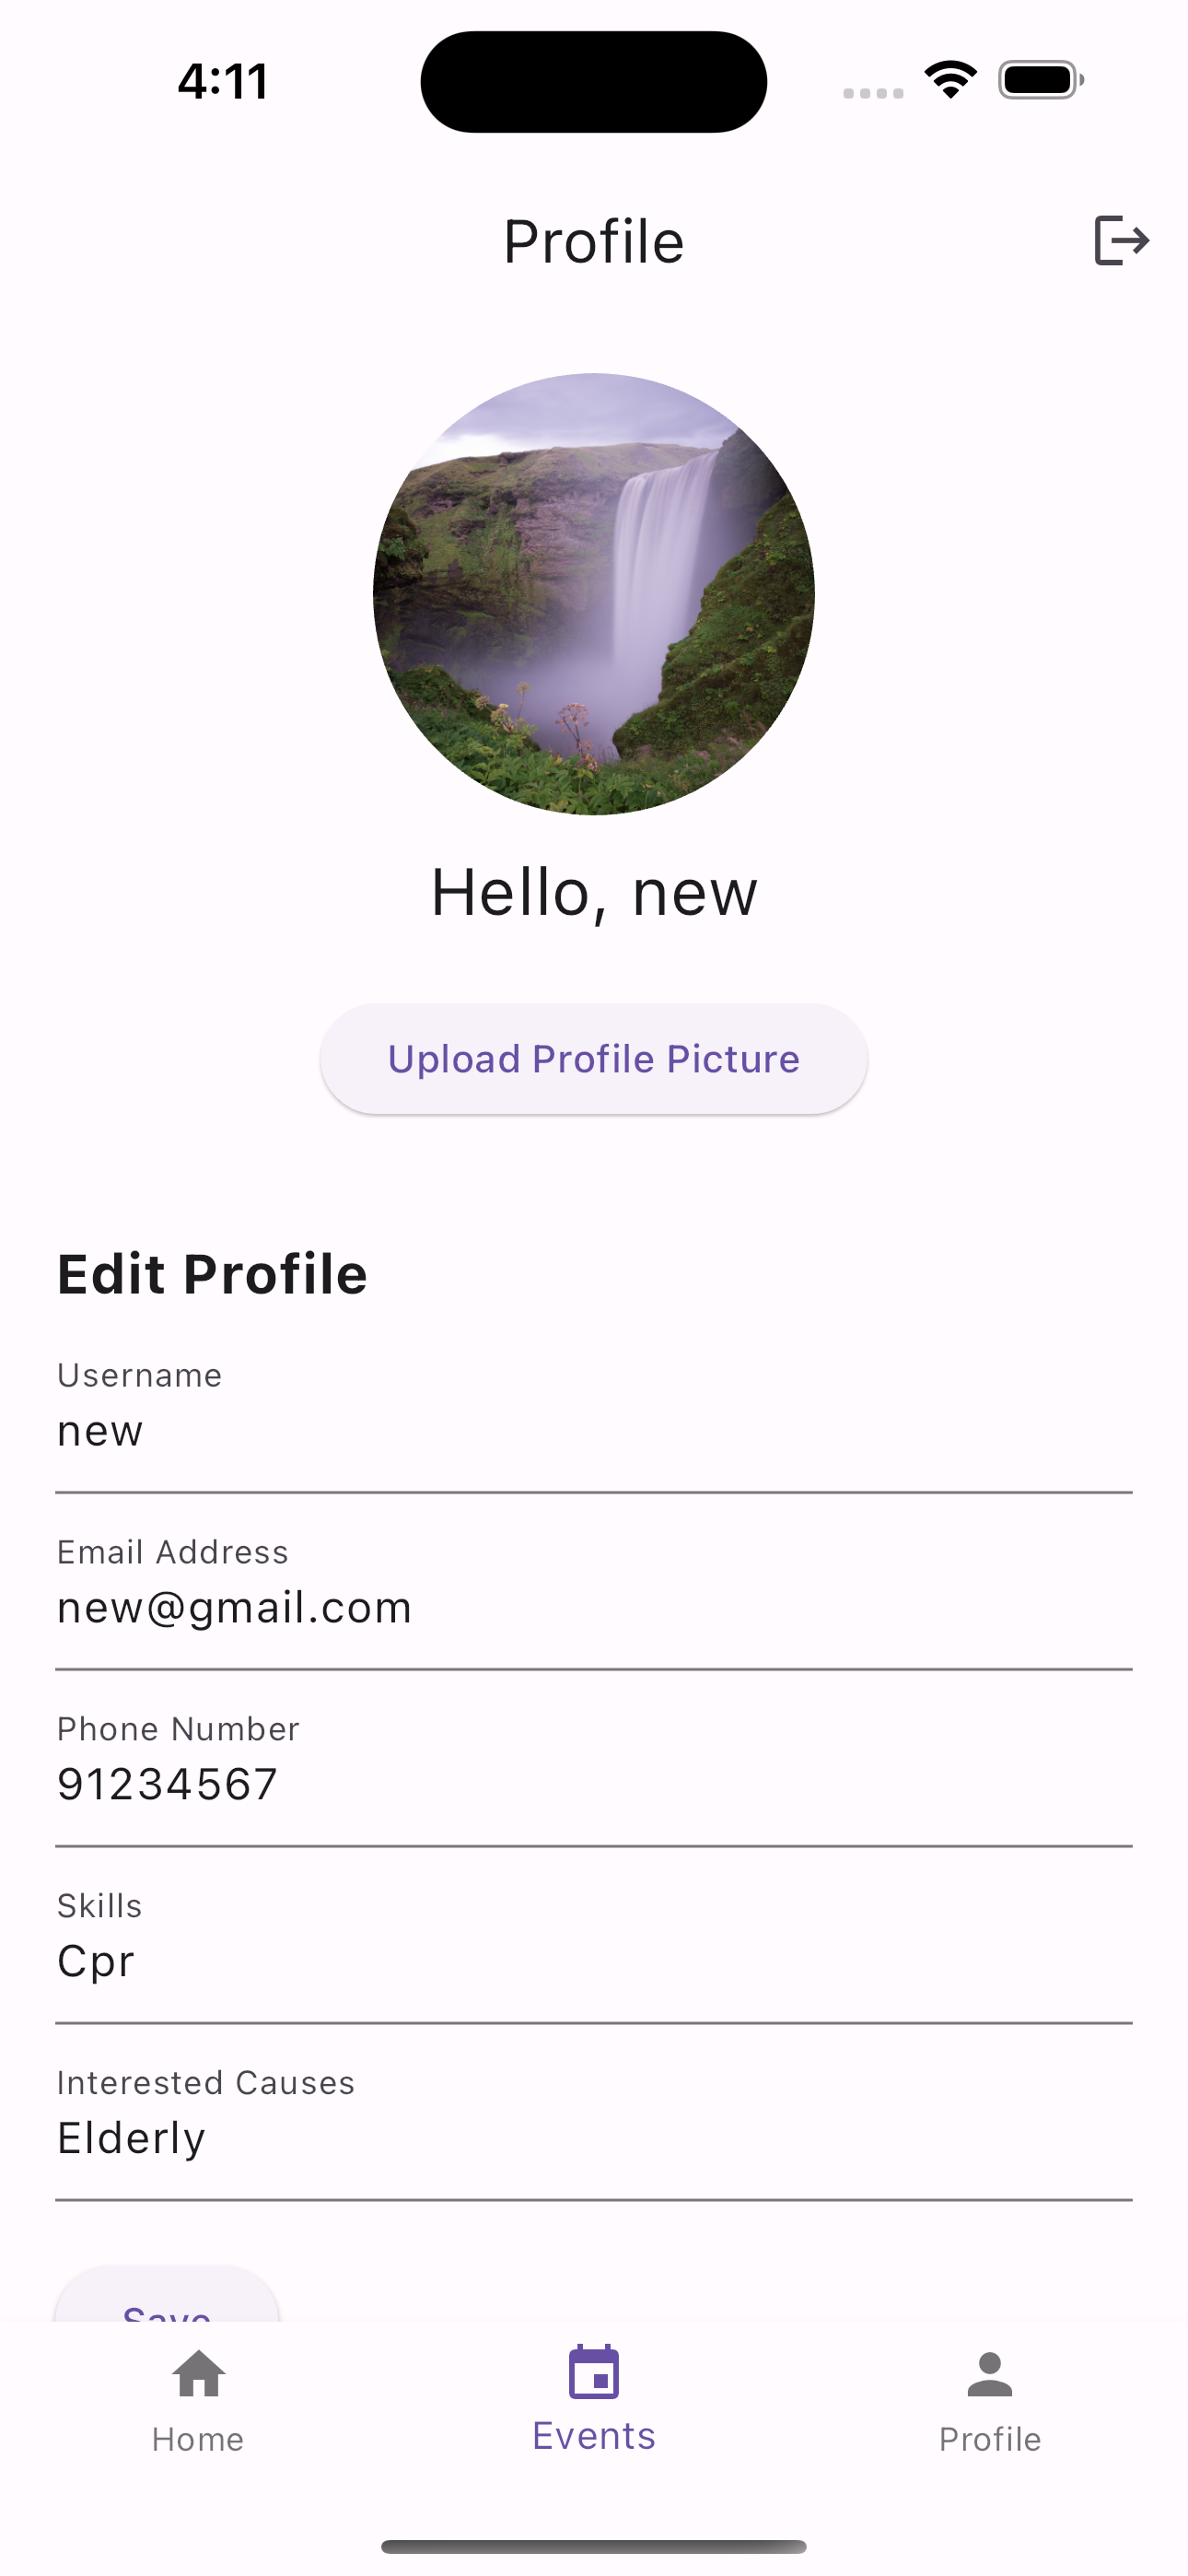 4:11
Profile
Hello, new
Upload Profile Picture
Edit Profile
Username
new
Email Address
new@gmail.com
Phone Number
91234567
Skills
Cpr
Interested Causes
Elderly
Save
Home
Events
Profile